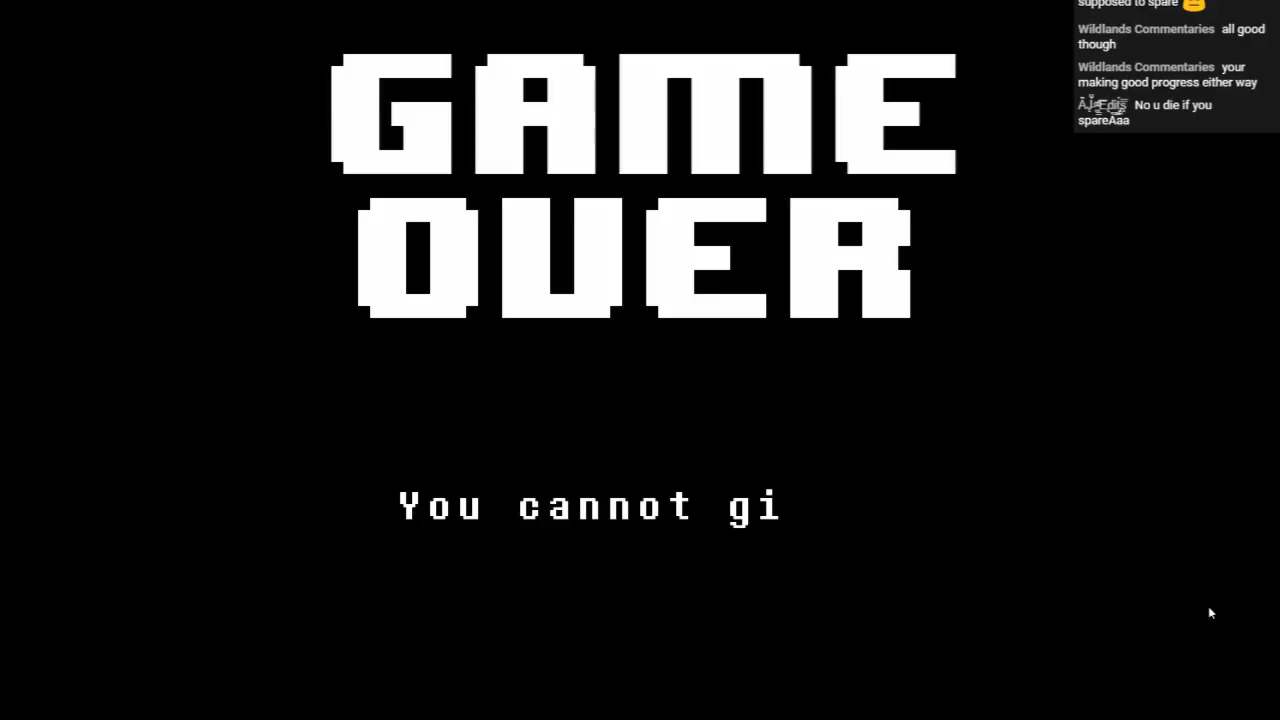 supposed to spare
Wildlands Commentaries all good
though
Wildlands Commentaries your
making good progress either way
No u die if you
spareAaa
GAME
OVER
You cannot gi